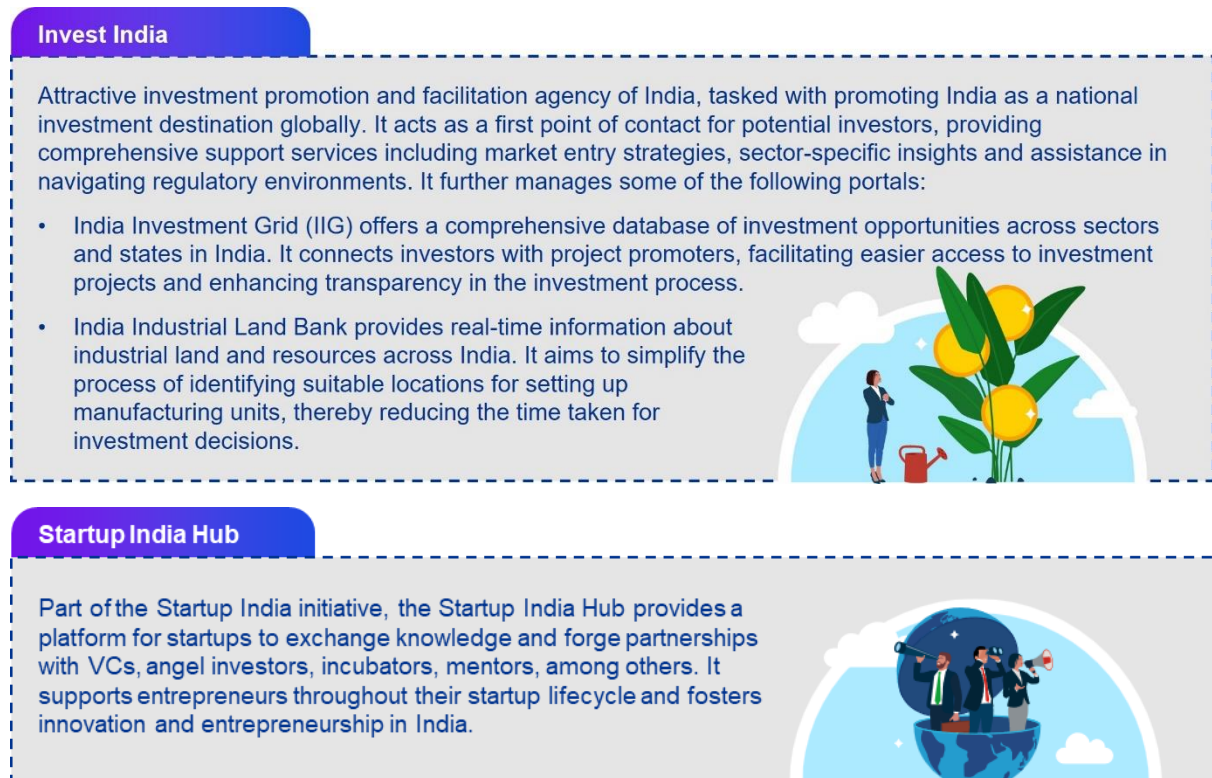 Invest India
Attractive investment promotion and facilitation agency of India, tasked with promoting India as a national
investment destination globally. It acts as a first point of contact for potential investors, providing
comprehensive support services including market entry strategies, sector-specific insights and assistance in
navigating regulatory environments. It further manages some of the following portals:
• India Investment Grid (IIG) offers a comprehensive database of investment opportunities across sectors
and states in India. It connects investors with project promoters, facilitating easier access to investment
projects and enhancing transparency in the investment process.
• India Industrial Land Bank provides real-time information about
industrial land and resources across India. It aims to simplify the
process of identifying suitable locations for setting up
manufacturing units, thereby reducing the time taken for
investment decisions.
Startup India Hub
Part of the Startup India initiative, the Startup India Hub provides a
platform for startups to exchange knowledge and forge partnerships
with VCs, angel investors, incubators, mentors, among others. It
supports entrepreneurs throughout their startup lifecycle and fosters
innovation and entrepreneurship in India.